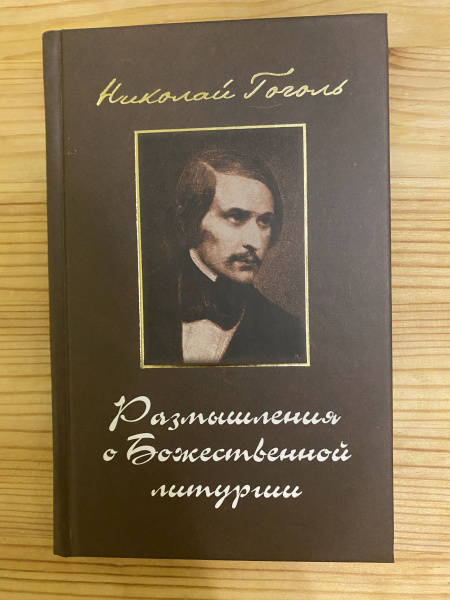 Николай Гоголь
Размышления
о Божественной
литургии